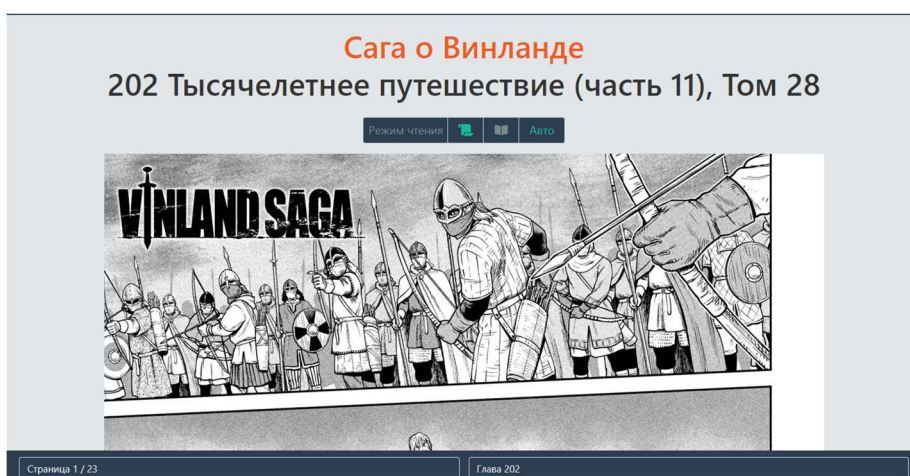 Сага о Винланде
202 Тысячелетнее путешествие (часть 11), Том 28
Режим чтения Авто
VINLAND SAGA
Страница 1 / 23
Глава 202